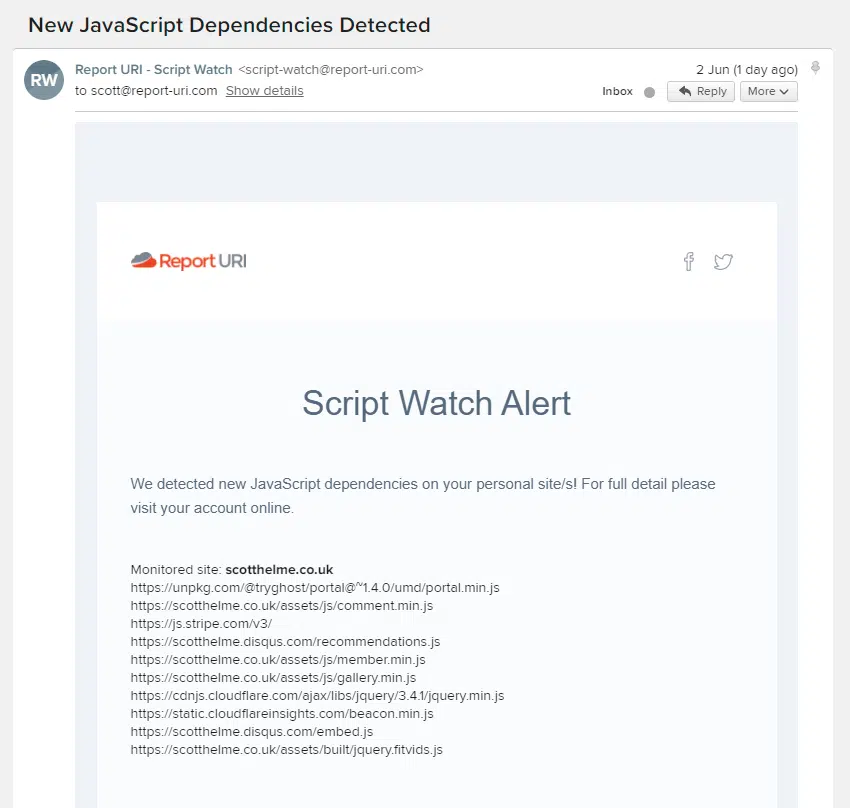 New JavaScript Dependencies Detected
RW
Report URI - Script Watch <script-watch@report-uri.com>
2 Jun (1 day ago)
to scott@report-uri.com Show details
Inbox
Reply
More
Report URI
Script Watch Alert
We detected new JavaScript dependencies on your personal site/s! For full detail please
visit your account online.
Monitored site: scotthelme.co.uk
https://unpkg.com/@tryghost/portal@~1.4.0/umd/portal.min.js
https://scotthelme.co.uk/assets/js/comment.min.js
https://js.stripe.com/v3/
https://scotthelme.disqus.com/recommendations.js
https://scotthelme.co.uk/assets/js/member.min.js
https://scotthelme.co.uk/assets/js/gallery.min.js
https://cdnjs.cloudflare.com/ajax/libs/jquery/3.4.1/jquery.min.js
https://static.cloudflareinsights.com/beacon.min.js
https://scotthelme.disqus.com/embed.js
https://scotthelme.co.uk/assets/built/jquery.fitvids.js